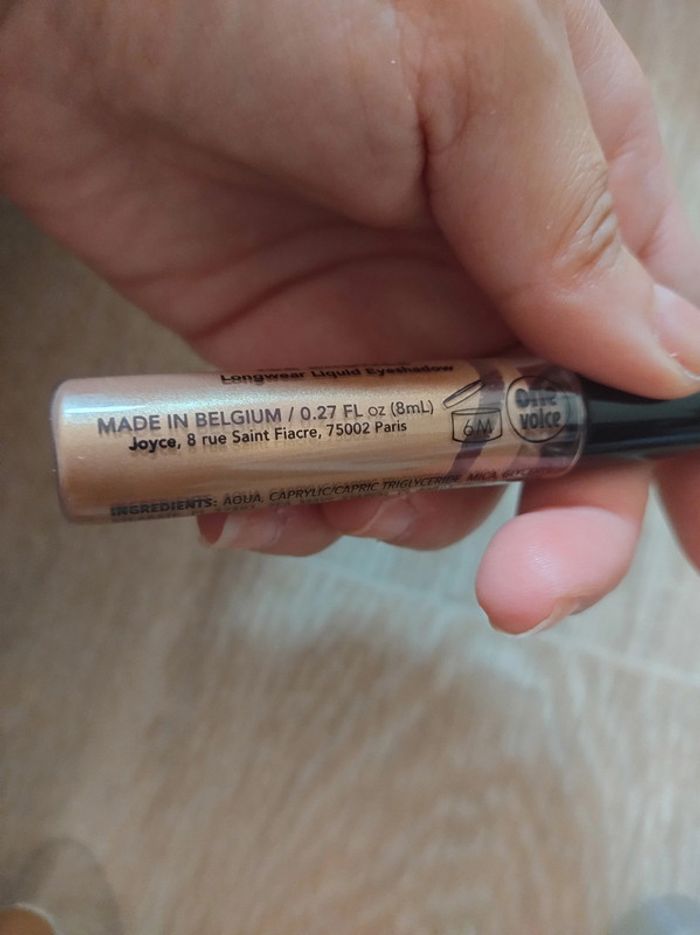 Longwear Liquid Eyeshadow
MADE IN BELGIUM / 0.27 FL oz (8mL)
Joyce, 8 rue Saint Fiacre, 75002 Paris
6M
One
voice
INGREDIENTS: AQUA, CAPRYLIC/CAPRIC TRIGLYCERIDE, MICA,